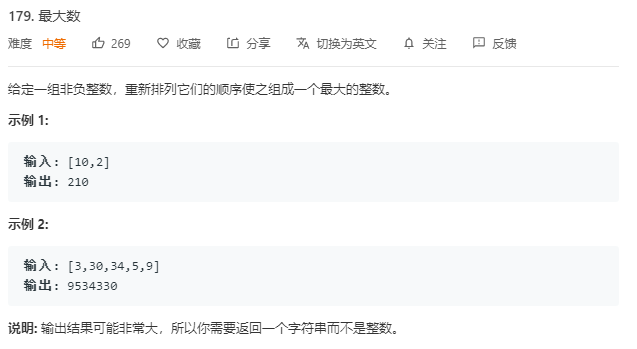 179. 最大数
难度 中等 269 收藏 分享 切换为英文 关注 反馈
给定一组非负整数，重新排列它们的顺序使之组成一个最大的整数。
示例 1:
输入: [10,2]
输出: 210
示例 2:
输入: [3,30,34,5,9]
输出: 9534330
说明: 输出结果可能非常大，所以你需要返回一个字符串而不是整数。